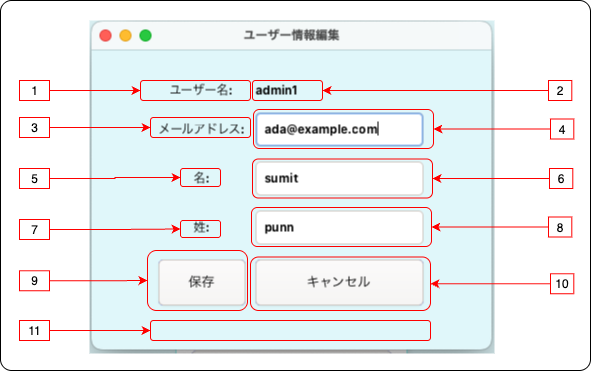 ユーザー情報編集
1 ユーザー名: admin1 2
3 メールアドレス: ada@example.com 4
5 名: sumit 6
7 姓: punn 8
9 保存 キャンセル 10
11